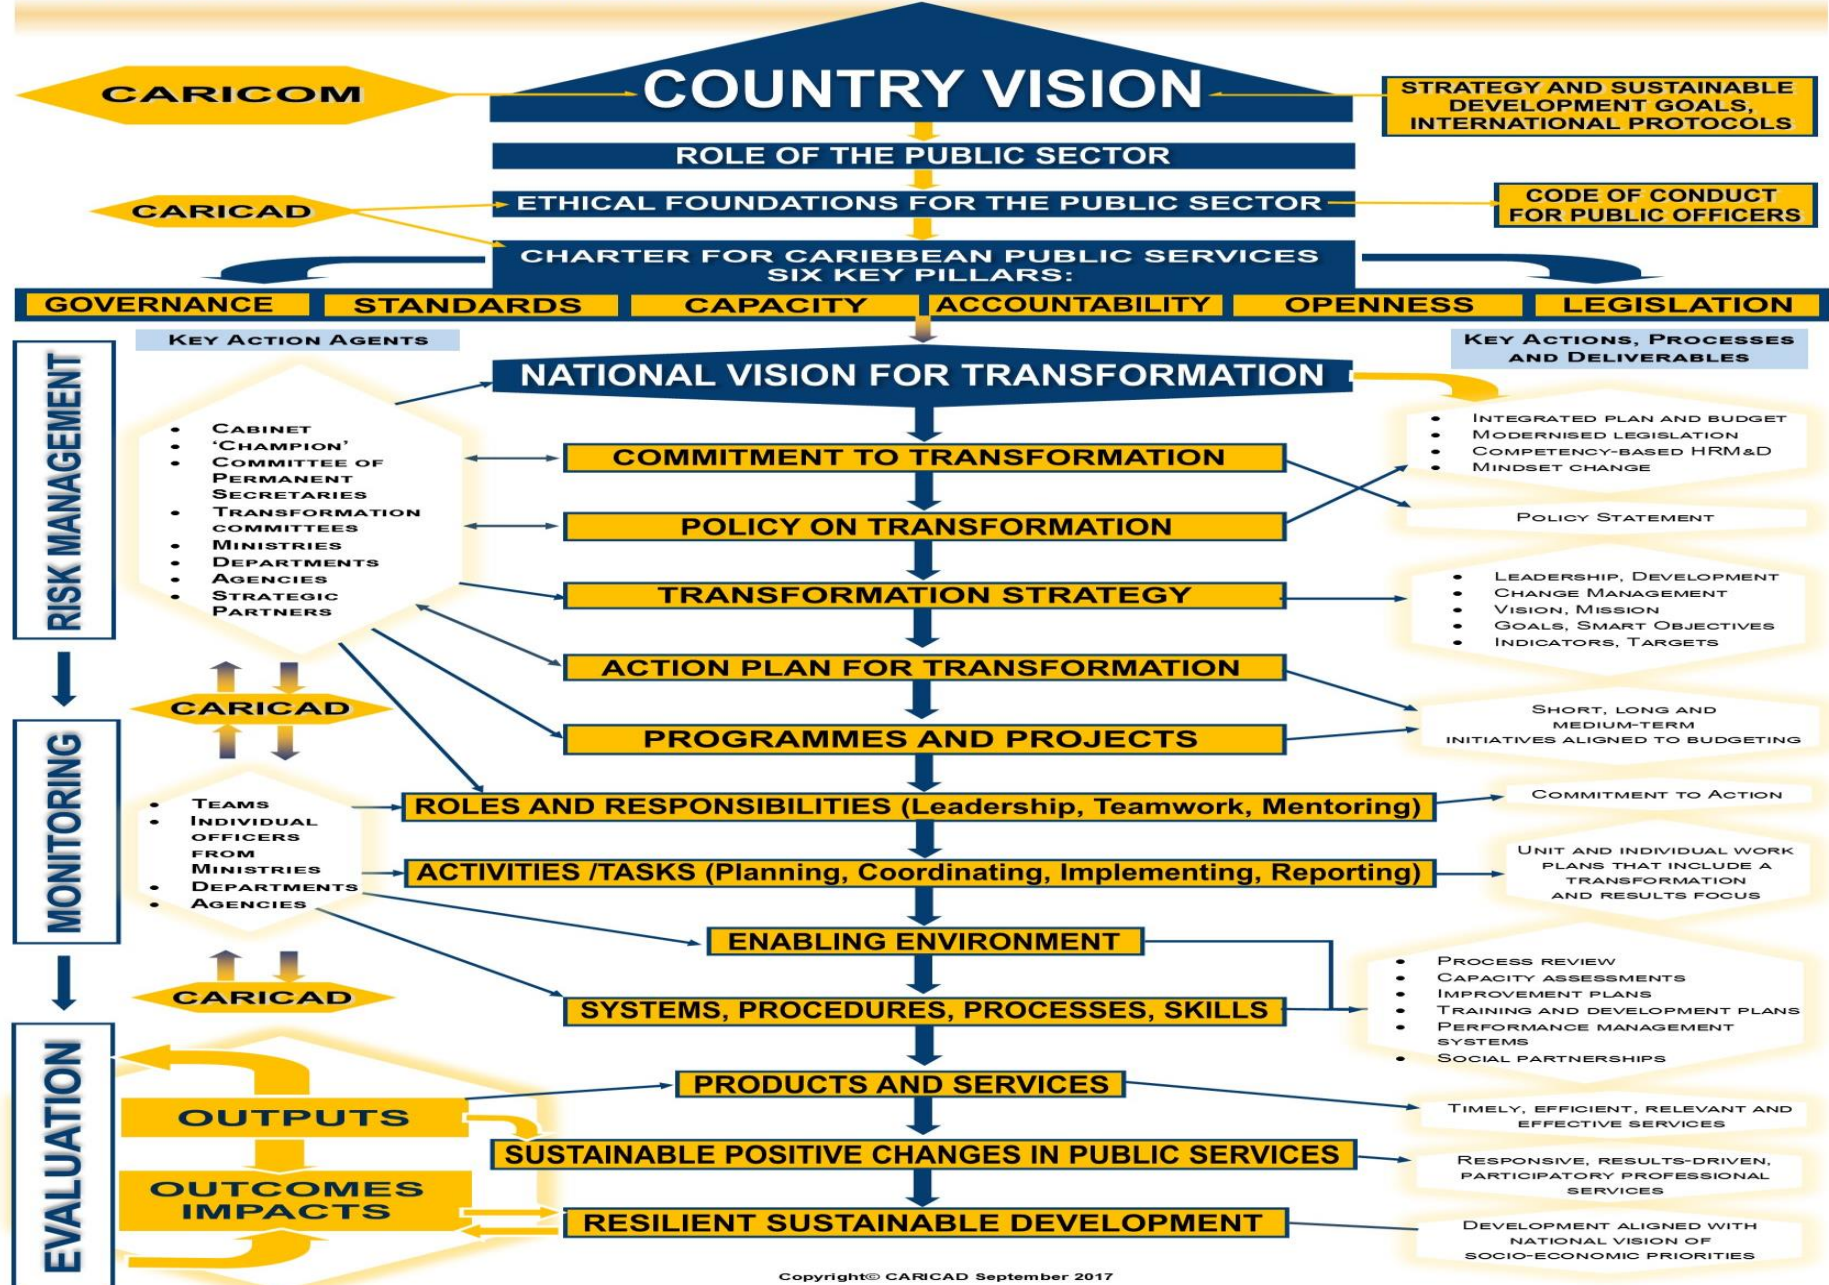 CARICOM
COUNTRY VISION
STRATEGY AND SUSTAINABLE
DEVELOPMENT GOALS,
INTERNATIONAL PROTOCOLS
ROLE OF THE PUBLIC SECTOR
CARICAD
ETHICAL FOUNDATIONS FOR THE PUBLIC SECTOR
CODE OF CONDUCT
FOR PUBLIC OFFICERS
CHARTER FOR CARIBBEAN PUBLIC SERVICES
SIX KEY PILLARS:
GOVERNANCE
STANDARDS
CAPACITY
ACCOUNTABILITY
OPENNESS
LEGISLATION
KEY ACTION AGENTS
KEY ACTIONS, PROCESSES
AND DELIVERABLES
RISK MANAGEMENT
MONITORING
EVALUATION
• CABINET
• ‘CHAMPION’
• COMMITTEE OF
PERMANENT
SECRETARIES
• TRANSFORMATION
COMMITTEES
• MINISTRIES
• DEPARTMENTS
• AGENCIES
• STRATEGIC
PARTNERS
CARICAD
• TEAMS
• INDIVIDUAL
OFFICERS
FROM
MINISTRIES
• DEPARTMENTS
• AGENCIES
CARICAD
OUTPUTS
OUTCOMES
IMPACTS
NATIONAL VISION FOR TRANSFORMATION
COMMITMENT TO TRANSFORMATION
POLICY ON TRANSFORMATION
TRANSFORMATION STRATEGY
ACTION PLAN FOR TRANSFORMATION
PROGRAMMES AND PROJECTS
ROLES AND RESPONSIBILITIES (Leadership, Teamwork, Mentoring)
ACTIVITIES /TASKS (Planning, Coordinating, Implementing, Reporting)
ENABLING ENVIRONMENT
SYSTEMS, PROCEDURES, PROCESSES, SKILLS
PRODUCTS AND SERVICES
SUSTAINABLE POSITIVE CHANGES IN PUBLIC SERVICES
RESILIENT SUSTAINABLE DEVELOPMENT
• INTEGRATED PLAN AND BUDGET
• MODERNISED LEGISLATION
• COMPETENCY-BASED HRM&D
• MINDSET CHANGE
POLICY STATEMENT
• LEADERSHIP, DEVELOPMENT
• CHANGE MANAGEMENT
• VISION, MISSION
• GOALS, SMART OBJECTIVES
• INDICATORS, TARGETS
SHORT, LONG AND
MEDIUM-TERM
INITIATIVES ALIGNED TO BUDGETING
COMMITMENT TO ACTION
UNIT AND INDIVIDUAL WORK
PLANS THAT INCLUDE A
TRANSFORMATION
AND RESULTS FOCUS
• PROCESS REVIEW
• CAPACITY ASSESSMENTS
• IMPROVEMENT PLANS
• TRAINING AND DEVELOPMENT PLANS
• PERFORMANCE MANAGEMENT
SYSTEMS
• SOCIAL PARTNERSHIPS
TIMELY, EFFICIENT, RELEVANT AND
EFFECTIVE SERVICES
RESPONSIVE, RESULTS-DRIVEN,
PARTICIPATORY PROFESSIONAL
SERVICES
DEVELOPMENT ALIGNED WITH
NATIONAL VISION OF
SOCIO-ECONOMIC PRIORITIES
Copyright© CARICAD September 2017